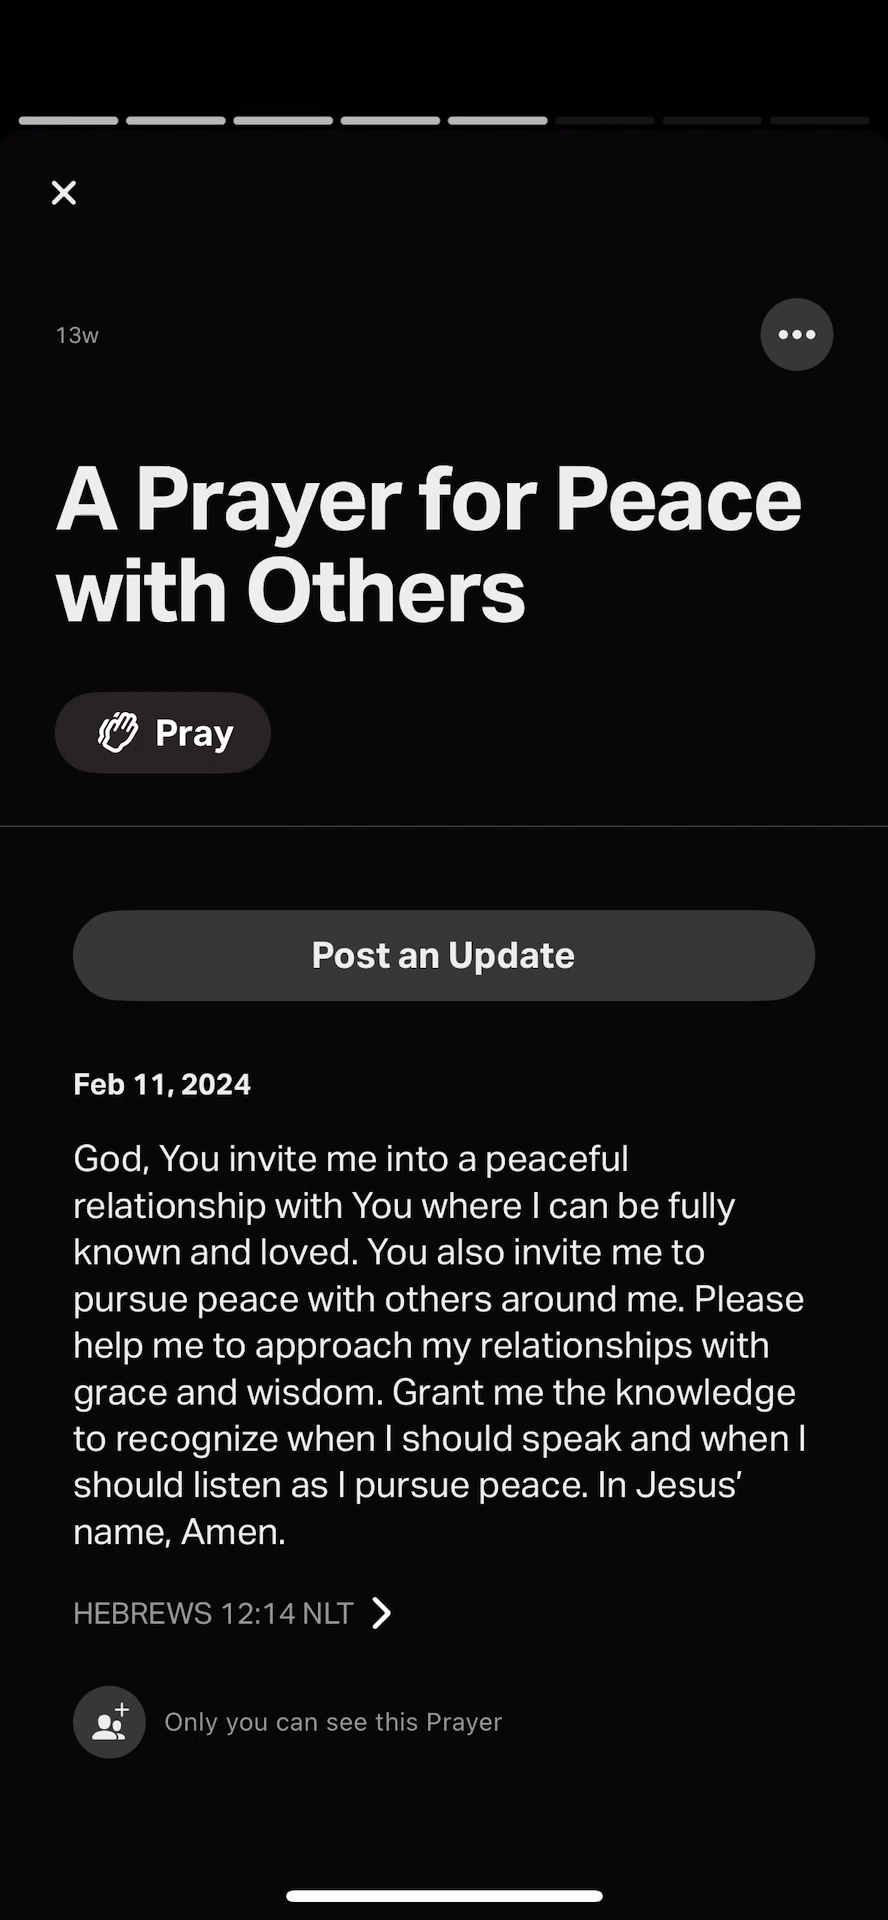 13w
A Prayer for Peace
with Others
Pray
Post an Update
Feb 11, 2024
God, You invite me into a peaceful
relationship with You where I can be fully
known and loved. You also invite me to
pursue peace with others around me. Please
help me to approach my relationships with
grace and wisdom. Grant me the knowledge
to recognize when I should speak and when I
should listen as I pursue peace. In Jesus’
name, Amen.
HEBREWS 12:14 NLT
Only you can see this Prayer